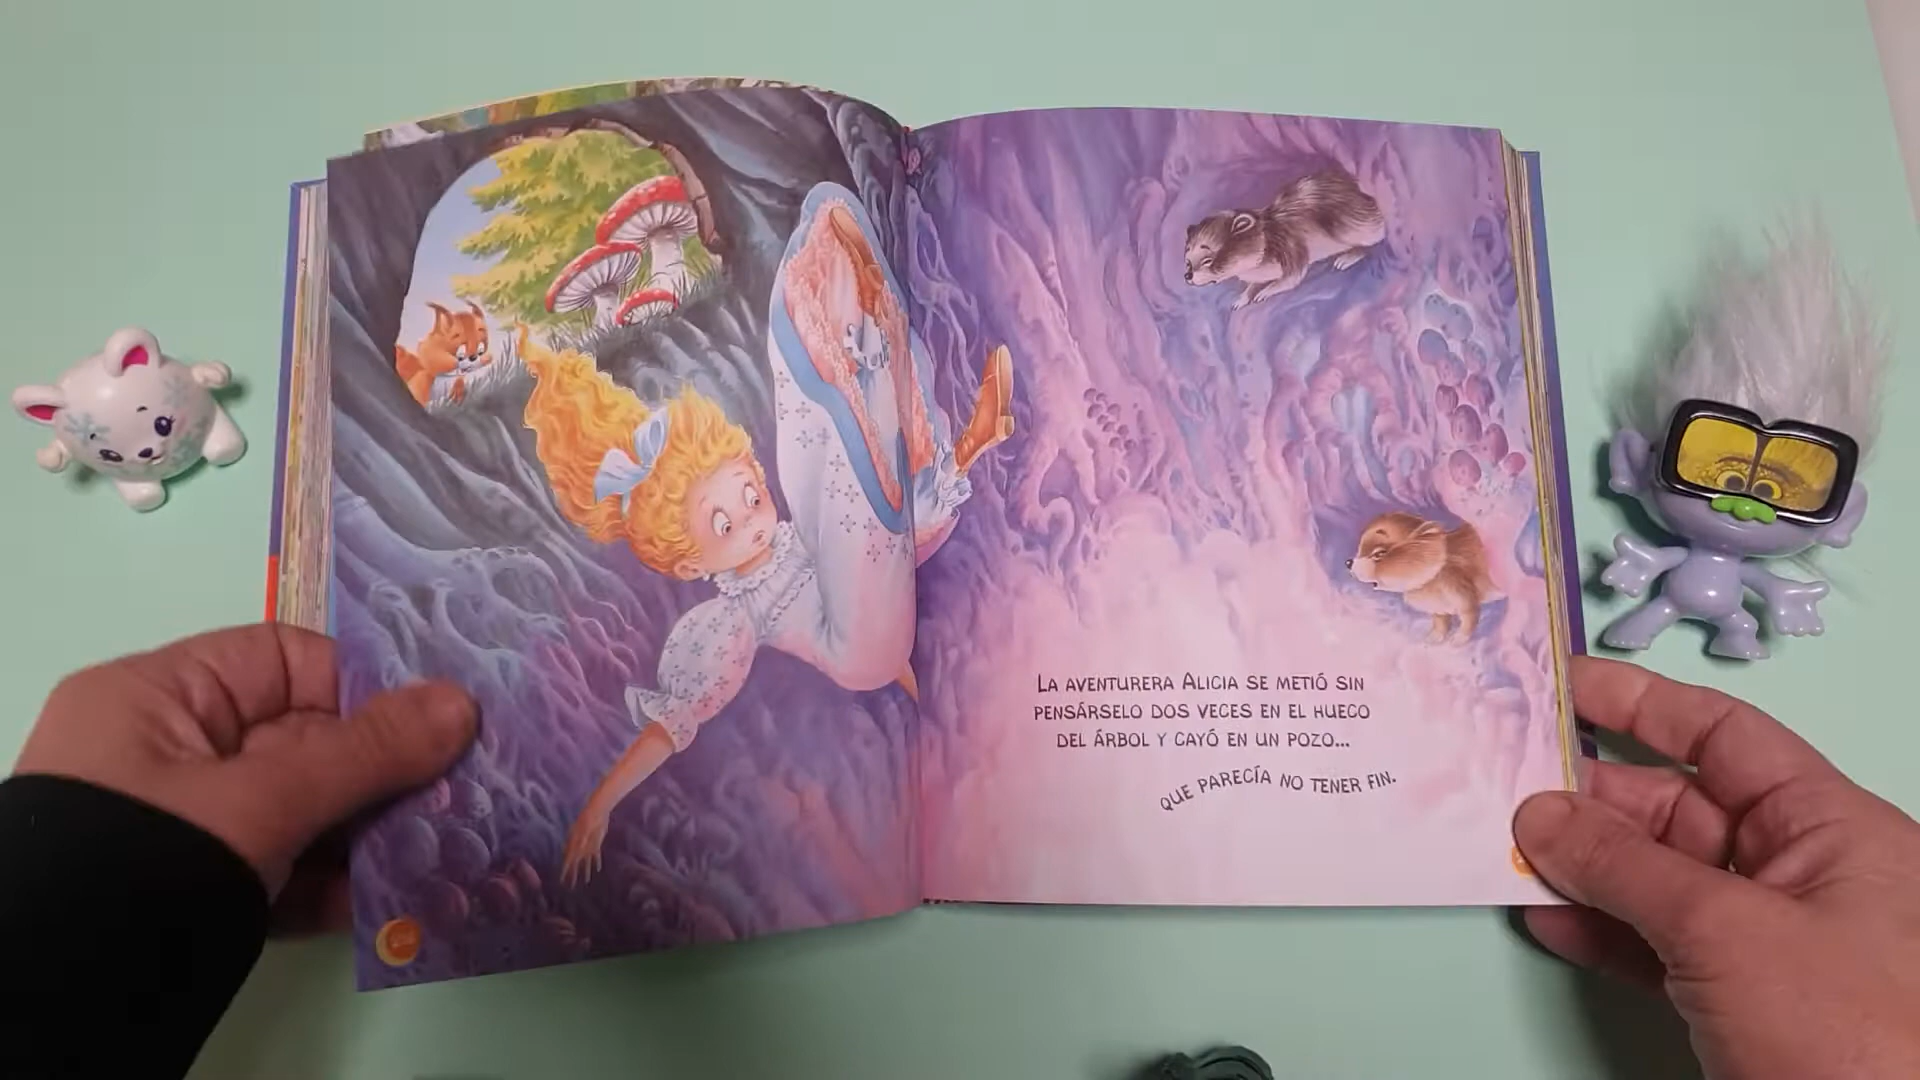 LA AVENTURERA ALICIA SE METIÓ SIN
PENSÁRSELO DOS VECES EN EL HUECO
DEL ÁRBOL Y CAYÓ EN UN POZO...
QUE PARECÍA NO TENER FIN.